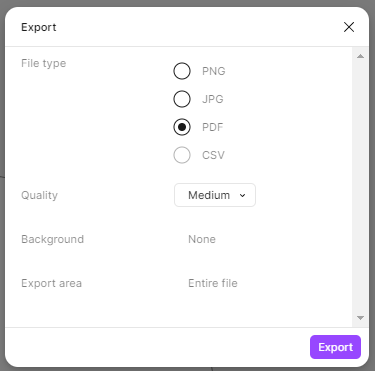 Export
File type
PNG
JPG
PDF
CSV
Quality
Medium
Background
None
Export area
Entire file
Export